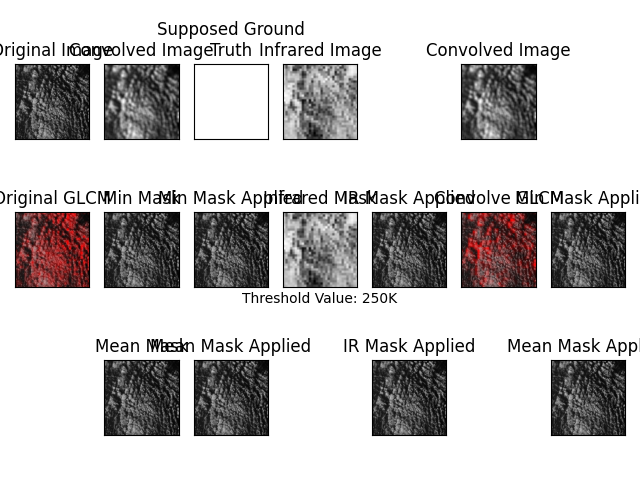 Supposed Ground
Original Image
Convolved Image
Truth
Infrared Image
Convolved Image
Original GLCM
Min Mask
Min Mask Applied
Infrared Mask
IR Mask Applied
Convolve GLCM
Min Mask Appli
Threshold Value: 250K
Mean Mask
Mean Mask Applied
IR Mask Applied
Mean Mask Appl